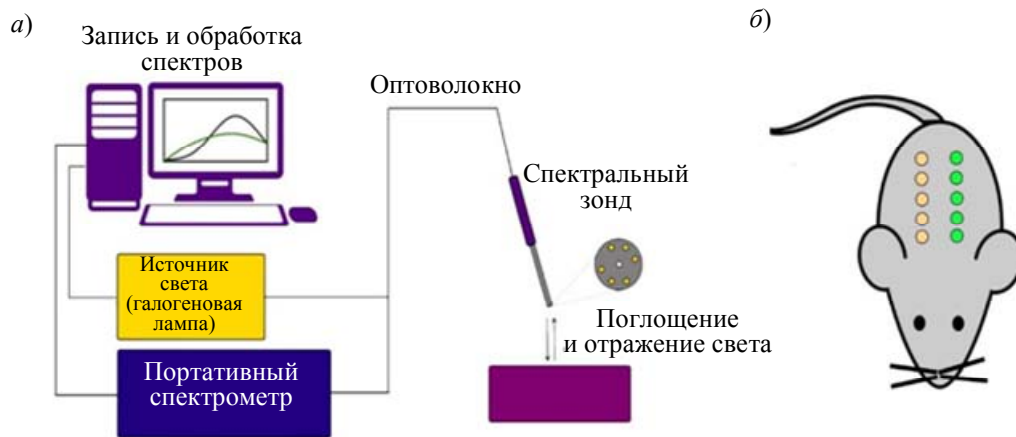 а)
Запись и обработка
спектров
Оптоволокно
Спектральный
зонд
Источник
света
(галогеновая
лампа)
Поглощение
и отражение света
Портативный
спектрометр
б)